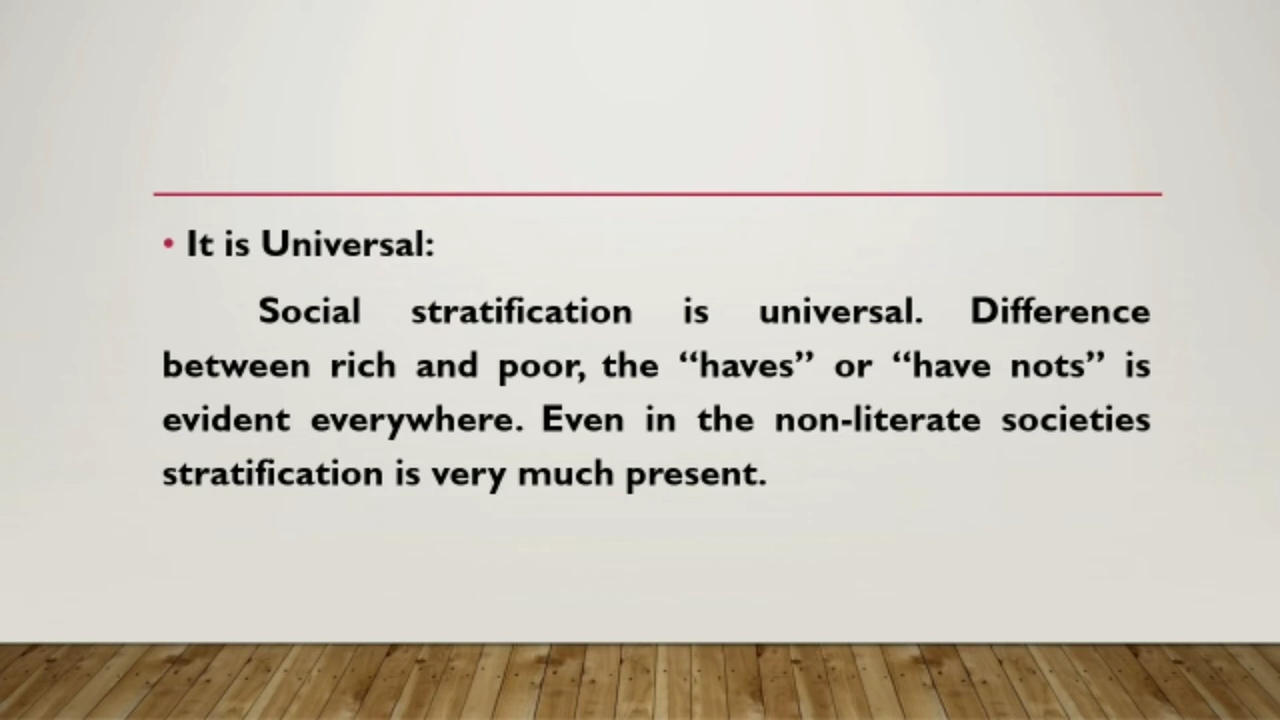 • It is Universal:
Social stratification is universal. Difference
between rich and poor, the “haves” or “have nots” is
evident everywhere. Even in the non-literate societies
stratification is very much present.